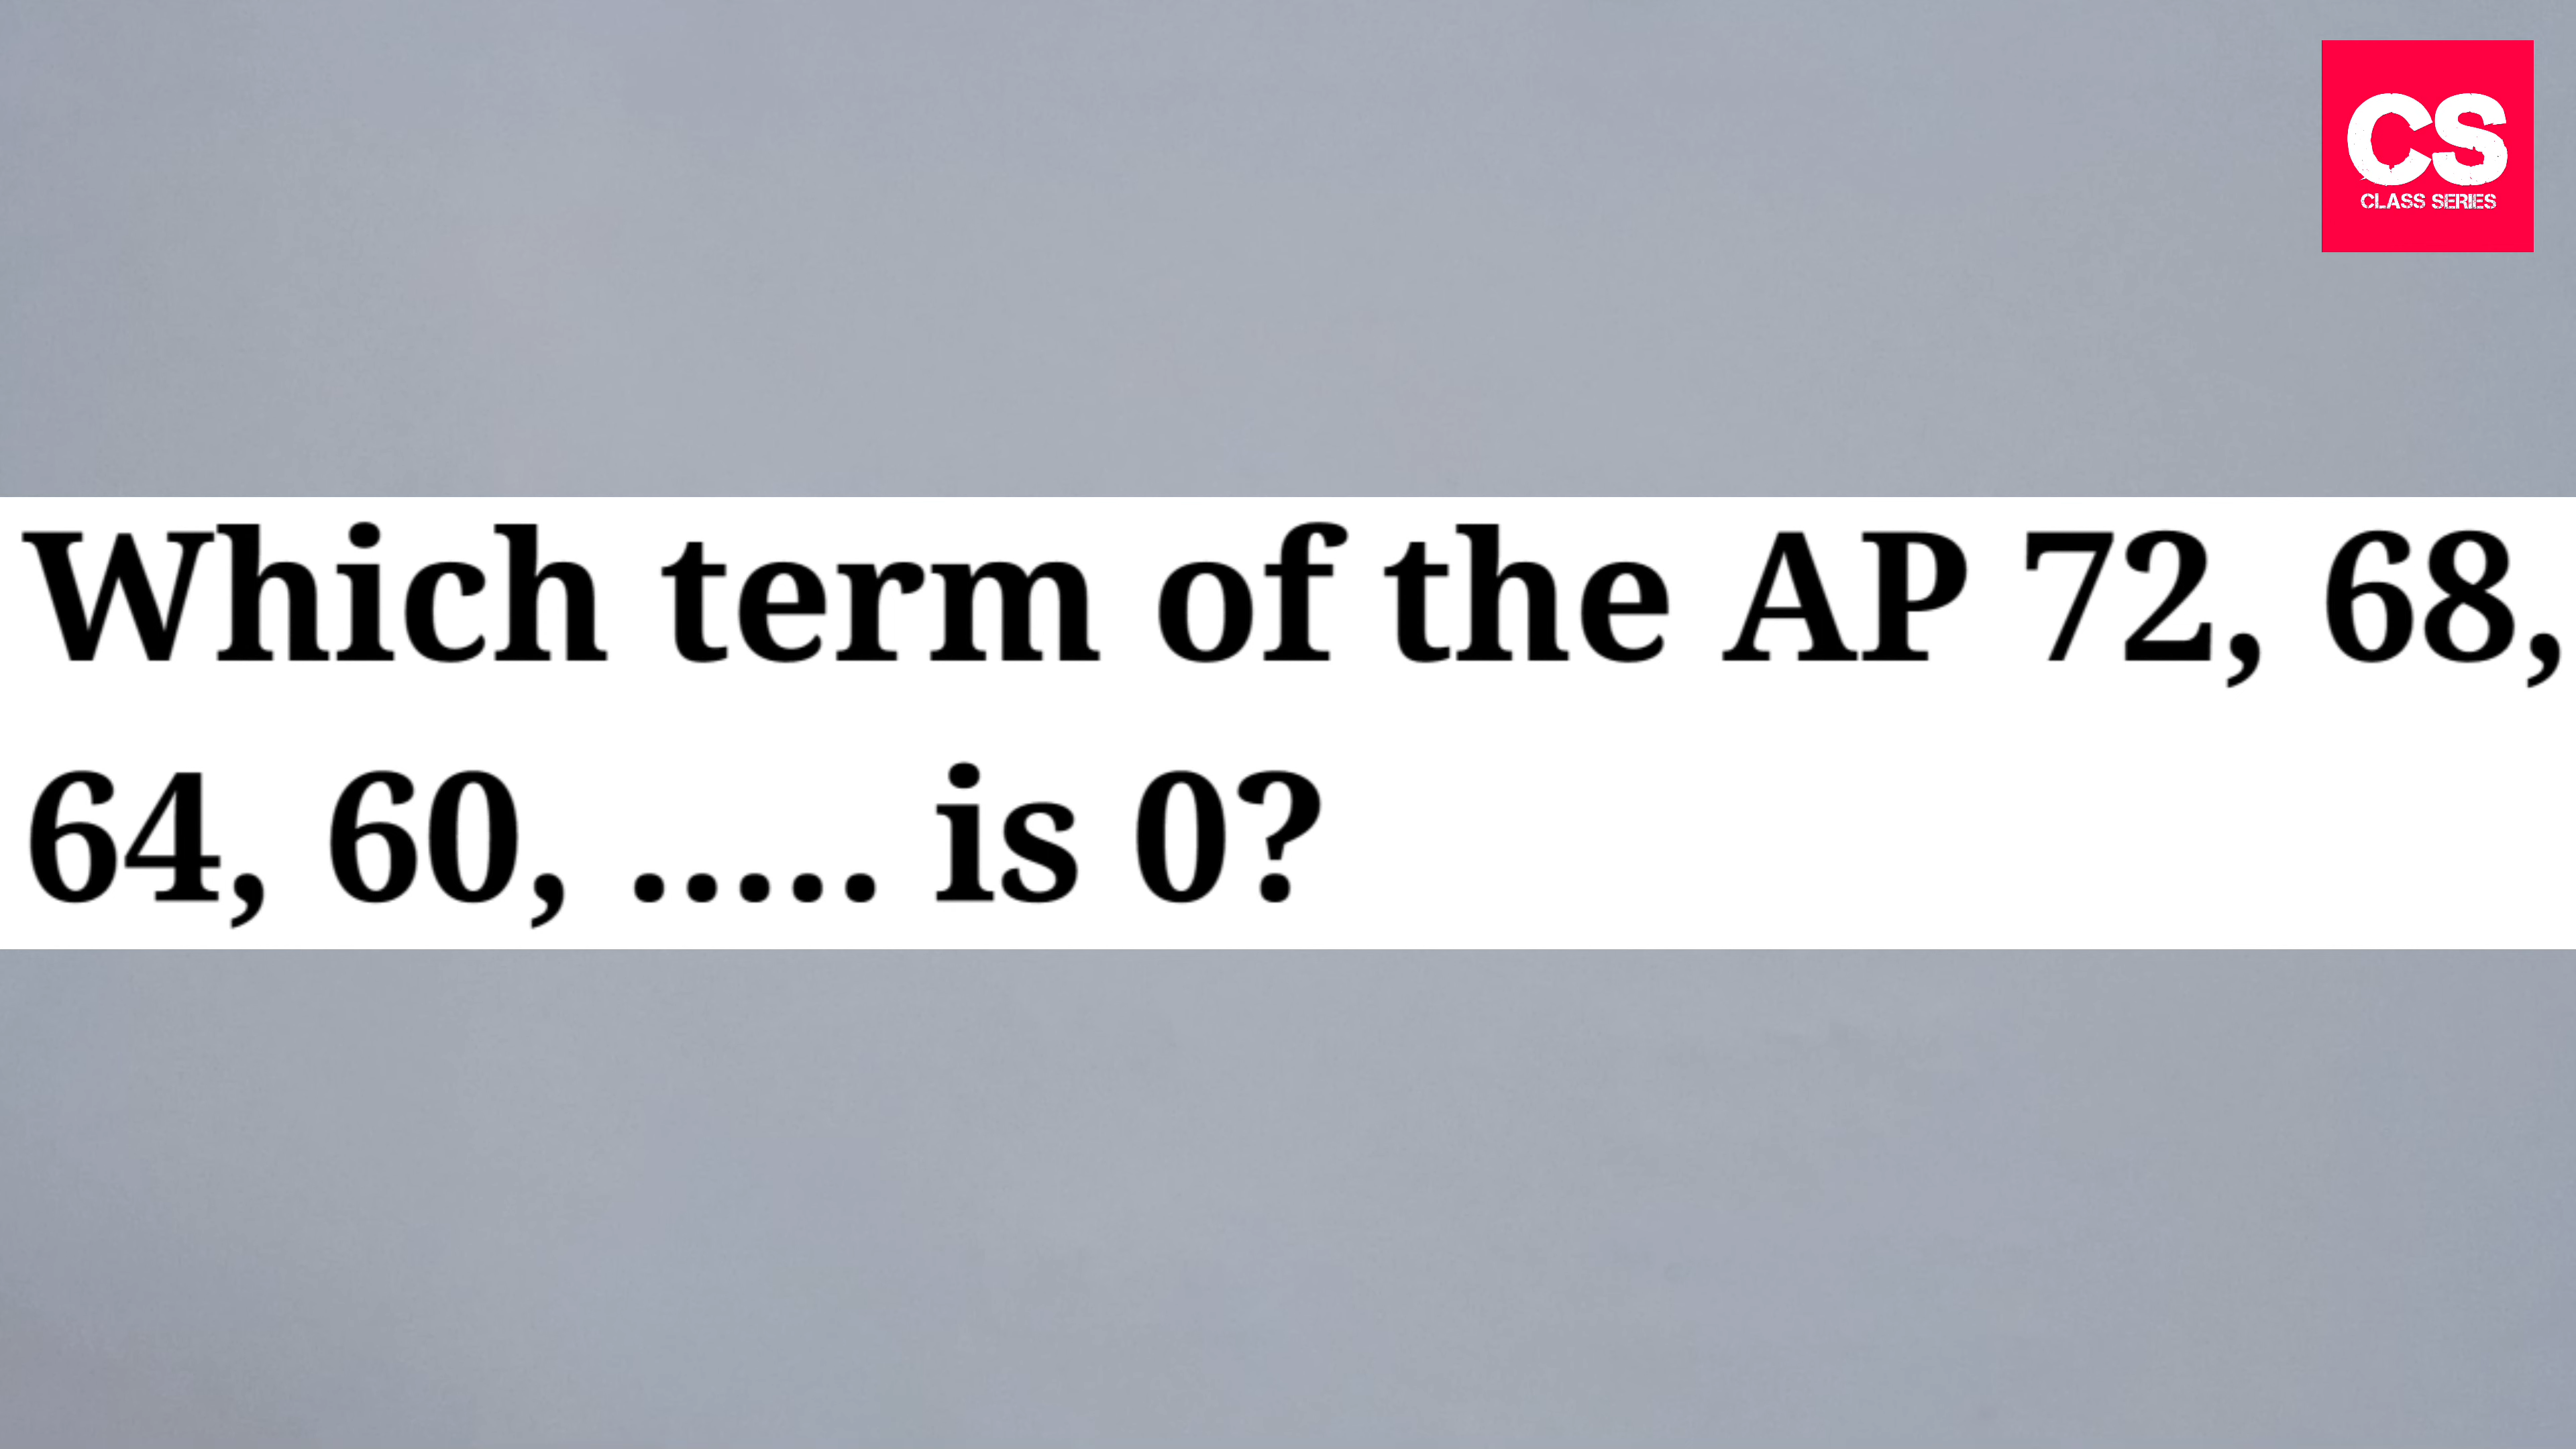 CS
CLASS SERIES
Which term of the AP 72, 68,
64, 60, ..... is 0?